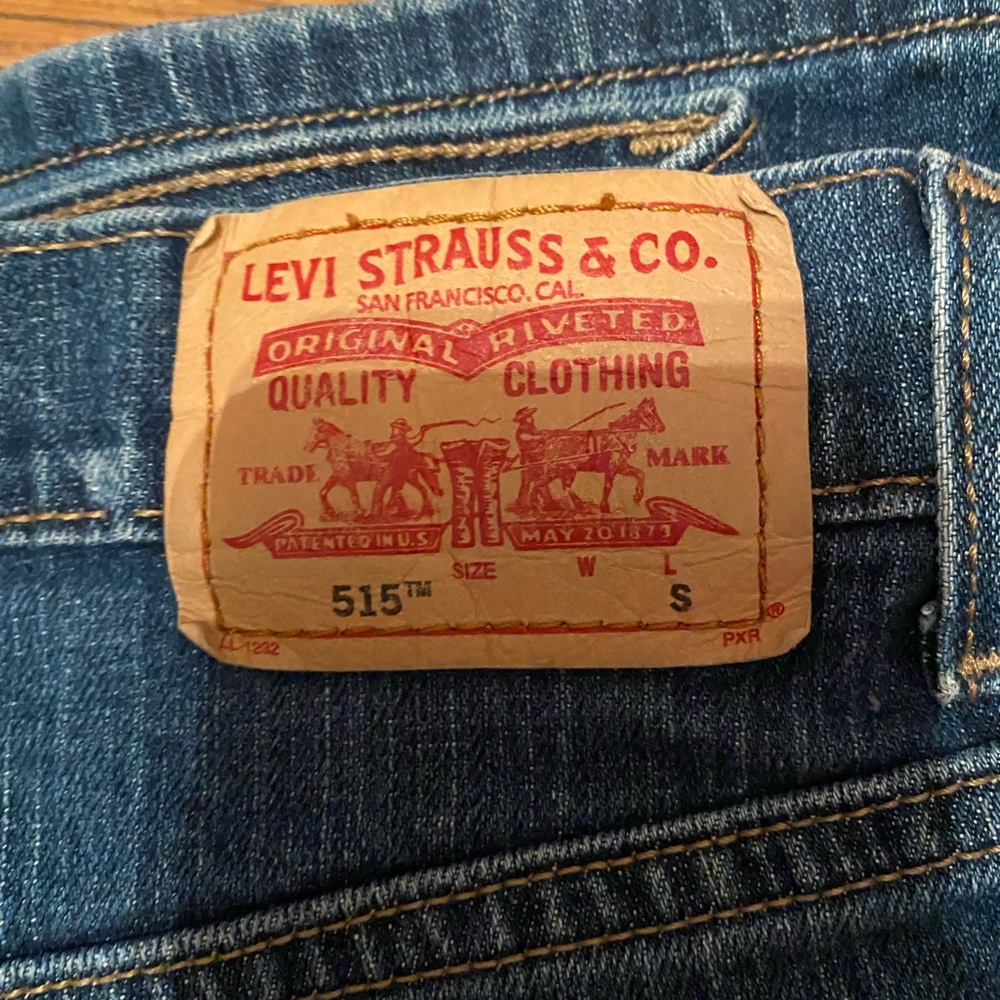 LEVI STRAUSS & CO.
SAN FRANCISCO, CAL.
ORIGINAL RIVETED
QUALITY CLOTHING
TRADE MARK
PATENTED IN U.S. MAY 20 1873
SIZE W L
515™ S
®
1232 PXR